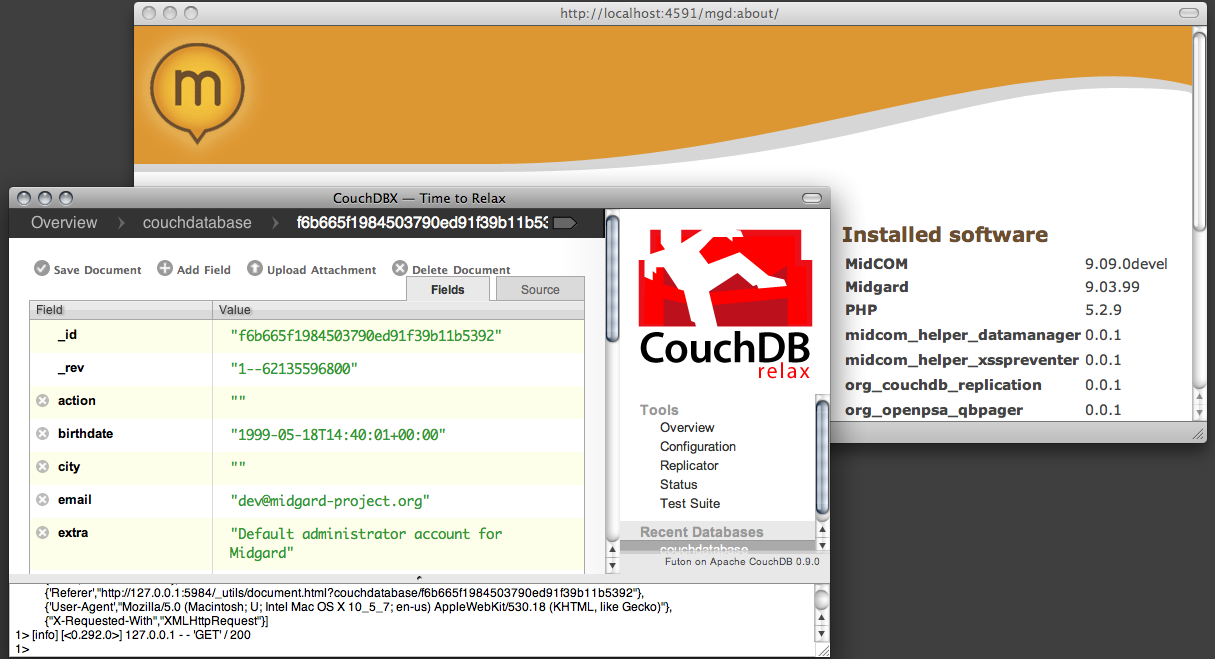 http://localhost:4591/mgd:about/
m
Installed software
MidCOM 9.09.0devel
Midgard 9.03.99
PHP 5.2.9
midcom_helper_datamanager 0.0.1
midcom_helper_xsspreventer 0.0.1
org_couchdb_replication 0.0.1
org_openpsa_qbpager 0.0.1
CouchDBX — Time to Relax
Overview couchdatabase f6b665f1984503790ed91f39b11b53
Save Document Add Field Upload Attachment Delete Document
Fields Source
Field Value
_id "f6b665f1984503790ed91f39b11b5392"
_rev "1--62135596800"
action ""
birthdate "1999-05-18T14:40:01+00:00"
city ""
email "dev@midgard-project.org"
extra "Default administrator account for
Midgard"
CouchDB
relax
Tools
Overview
Configuration
Replicator
Status
Test Suite
Recent Databases
couchdatabase
Futon on Apache CouchDB 0.9.0
{'Referer',"http://127.0.0.1:5984/_utils/document.html?couchdatabase/f6b665f1984503790ed91f39b11b5392"},
{'User-Agent',"Mozilla/5.0 (Macintosh; U; Intel Mac OS X 10_5_7; en-us) AppleWebKit/530.18 (KHTML, like Gecko)"},
{"X-Requested-With","XMLHttpRequest"}]
1> [info] [<0.292.0>] 127.0.0.1 - - 'GET' / 200
1>